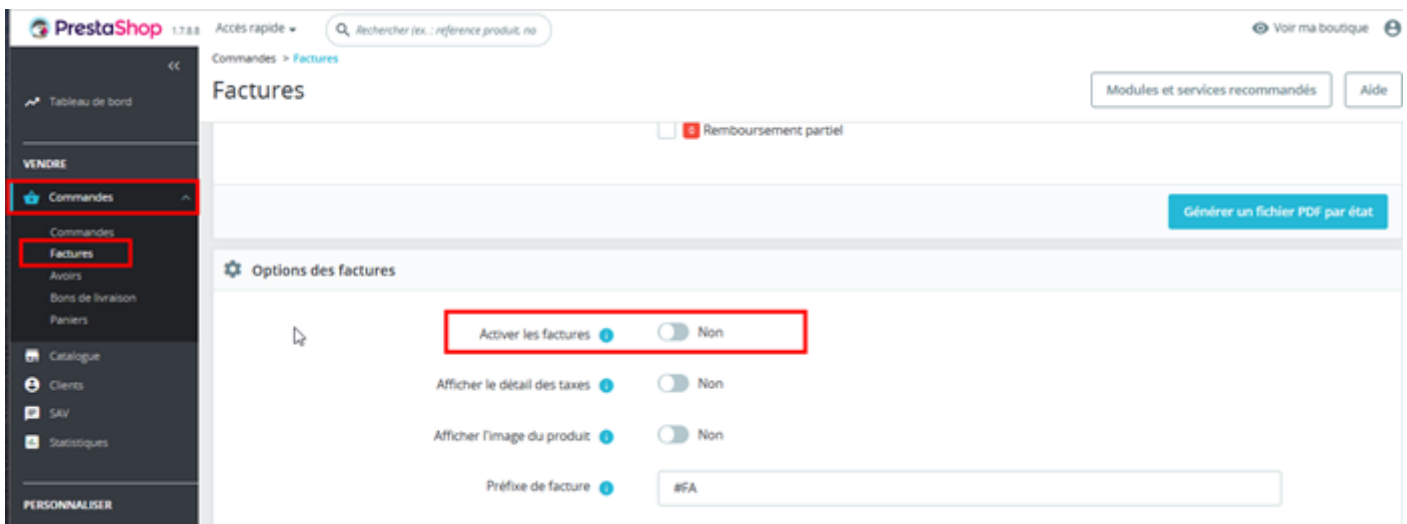 PrestaShop 1.7.8.8 Accès rapide Rechercher (ex. : référence produit, no Voir ma boutique
Commandes > Factures
Factures
Modules et services recommandés Aide
Tableau de bord
VENDRE
Commandes
Commandes
Factures
Avoirs
Bons de livraison
Paniers
Catalogue
Clients
SAV
Statistiques
PERSONNALISER
0 Remboursement partiel
Générer un fichier PDF par état
Options des factures
Activer les factures Non
Afficher le détail des taxes Non
Afficher l'image du produit Non
Préfixe de facture #FA